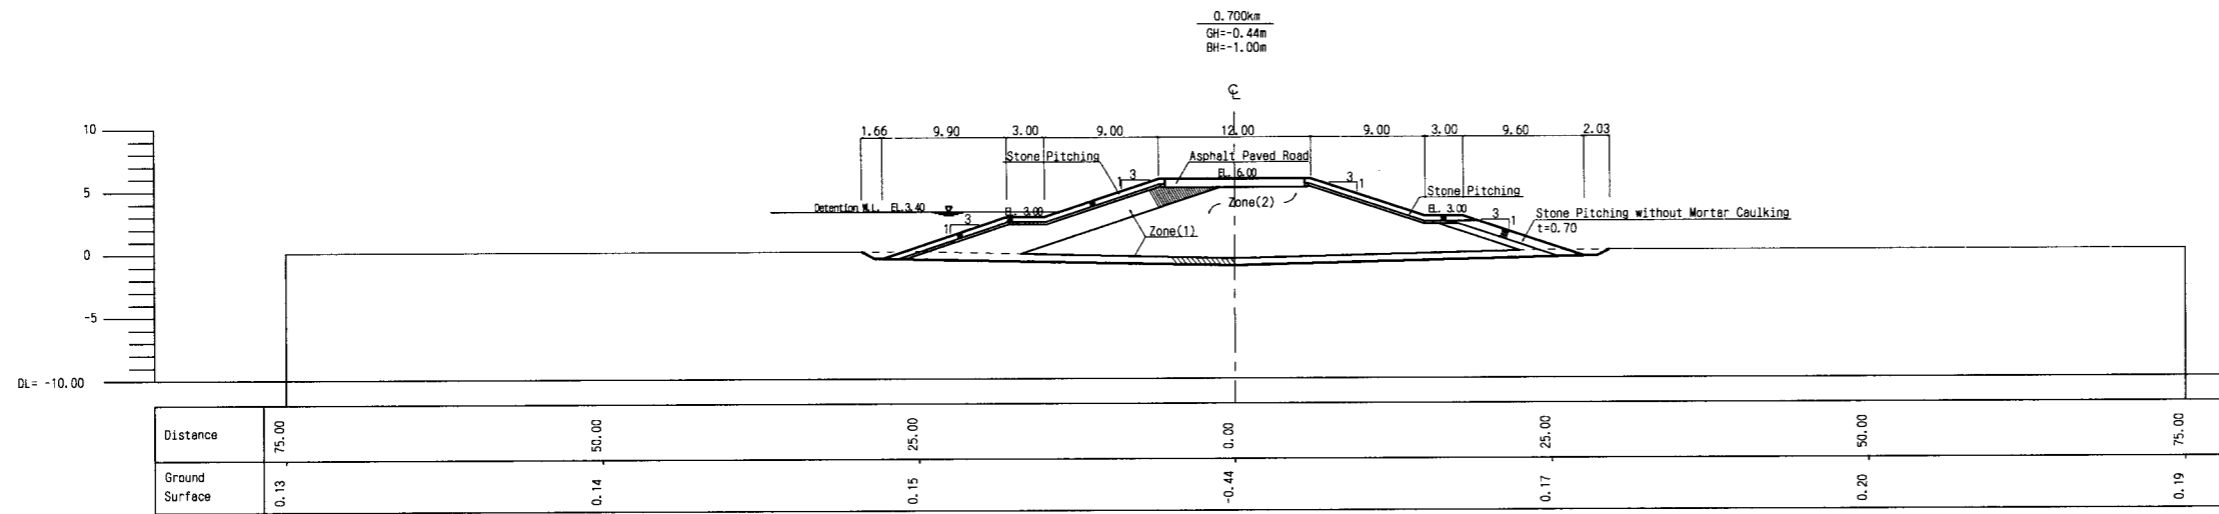 0.700km
GH=-0.44m
BH=-1.00m
CL
10
5
0
-5
DL= -10.00
1.66 9.90 3.00 9.00 12.00 9.00 3.00 9.60 2.03
Stone Pitching
Asphalt Paved Road
EL. 6.00
3
1
3
1
Stone Pitching
Detention W.L. EL.3.40
EL. 3.00
Zone(2)
EL. 3.00
Stone Pitching without Mortar Caulking
t=0.70
3
1
Zone(1)
3
1
Distance 75.00 50.00 25.00 0.00 25.00 50.00 75.00
Ground
Surface 0.13 0.14 0.15 -0.44 0.17 0.20 0.19